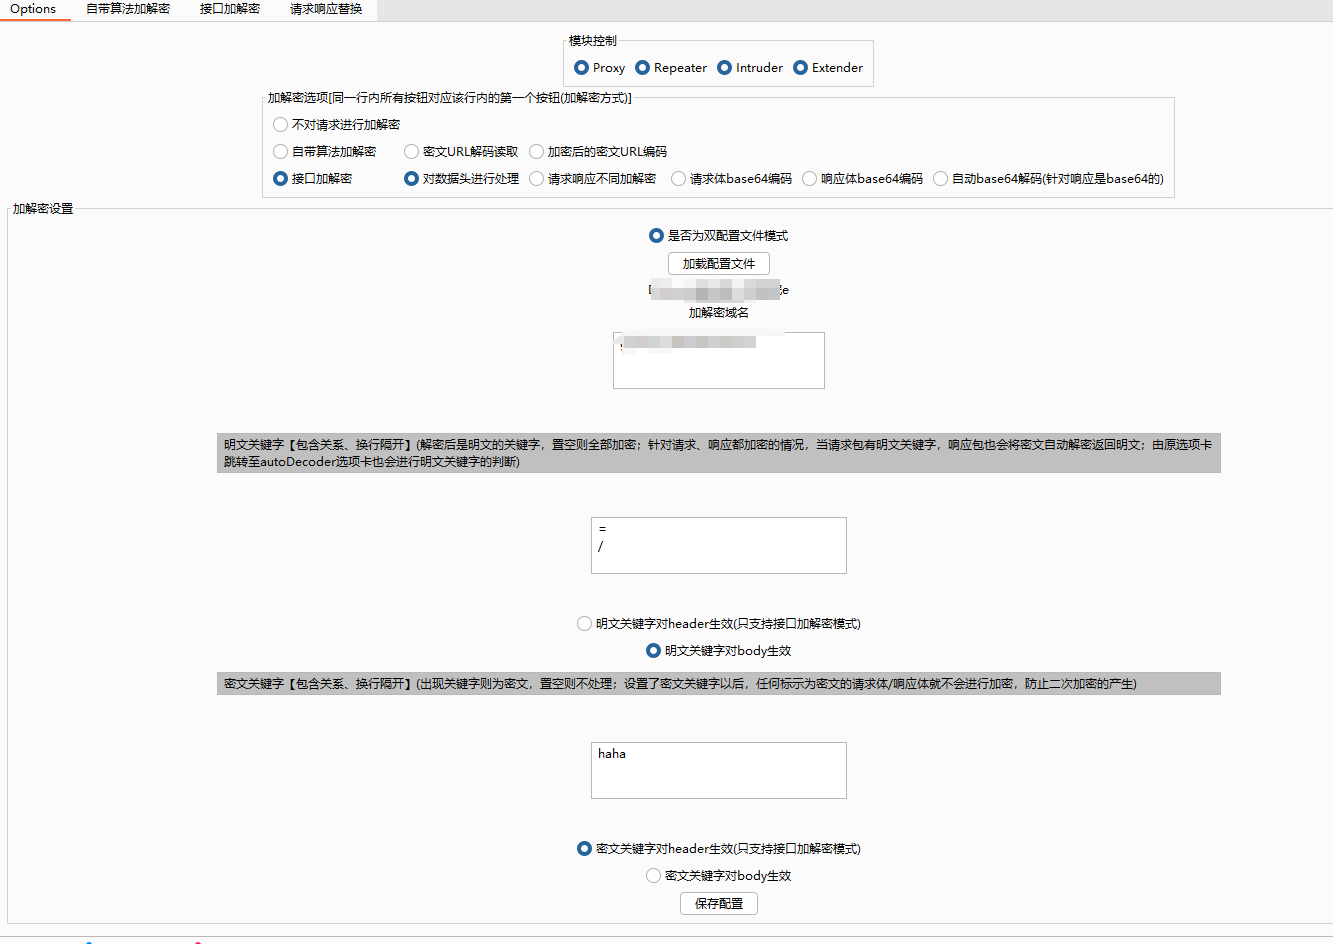 Options 自带算法加解密 接口加解密 请求响应替换
模块控制
Proxy Repeater Intruder Extender
加解密选项[同一行内所有按钮对应该行内的第一个按钮(加解密方式)]
不对请求进行加解密
自带算法加解密 密文URL解码读取 加密后的密文URL编码
接口加解密 对数据头进行处理 请求响应不同加解密 请求体base64编码 响应体base64编码 自动base64解码(针对响应是base64的)
加解密设置
是否为双配置文件模式
加载配置文件
加解密域名
明文关键字【包含关系、换行隔开】(解密后是明文的关键字，置空则全部加密；针对请求、响应都加密的情况，当请求包有明文关键字，响应包也会将密文自动解密返回明文；由原选项卡
跳转至autoDecoder选项卡也会进行明文关键字的判断)
=
/
明文关键字对header生效(只支持接口加解密模式)
明文关键字对body生效
密文关键字【包含关系、换行隔开】(出现关键字则为密文，置空则不处理；设置了密文关键字以后，任何标示为密文的请求体/响应体就不会进行加密，防止二次加密的产生)
haha
密文关键字对header生效(只支持接口加解密模式)
密文关键字对body生效
保存配置